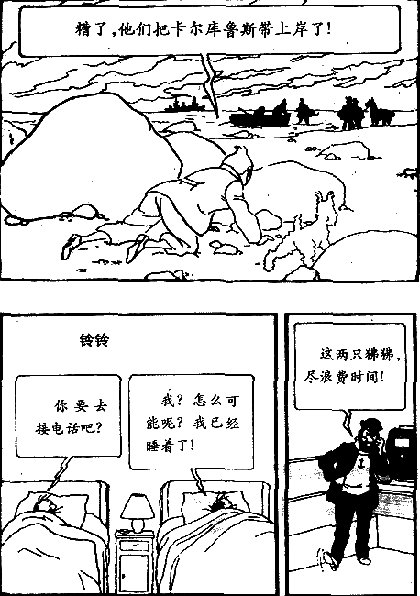 糟了,他们把卡尔库鲁斯带上岸了!
铃铃
你要去
接电话吧?
我?怎么可
能呢?我已经
睡着了!
这两只狒狒,
尽浪费时间!